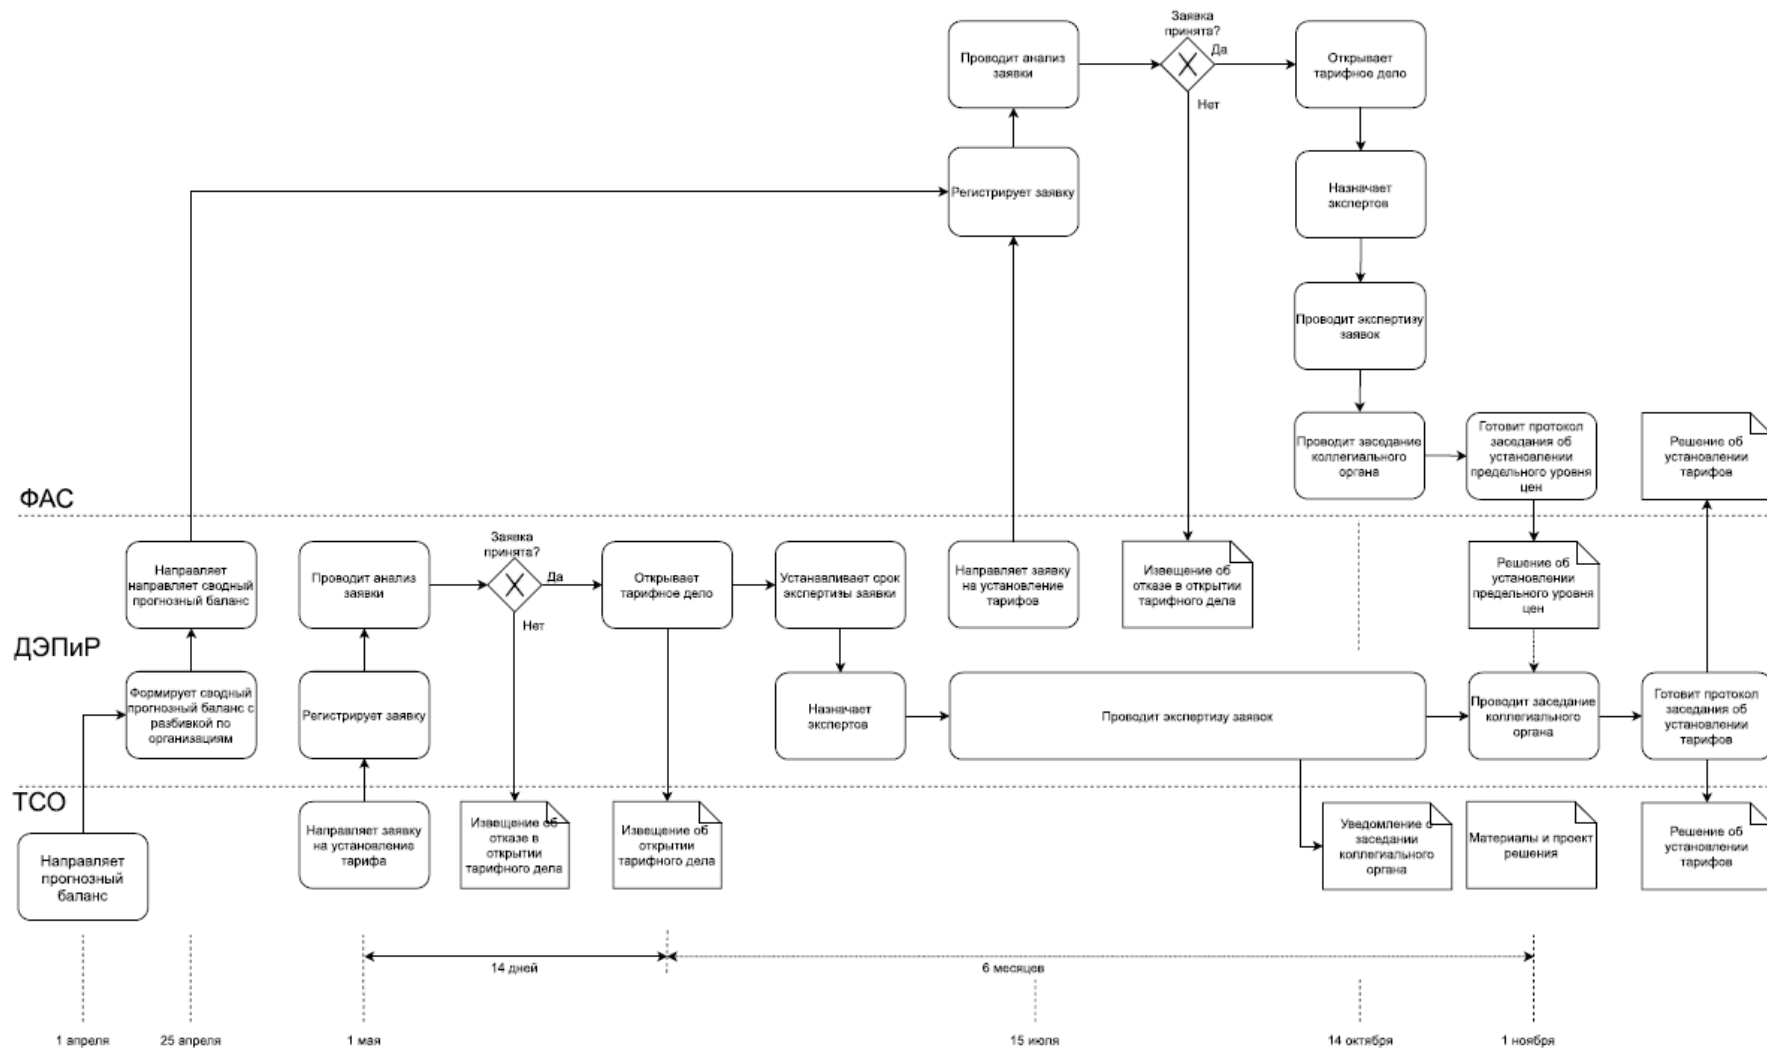 Заявка
принята?
Да
Нет
Проводит анализ
заявки
Открывает
тарифное дело
Регистрирует заявку
Назначает
экспертов
Проводит экспертизу
заявок
Проводит заседание
коллегиального
органа
Готовит протокол
заседания об
установлении
предельного уровня
цен
Решение об
установлении
тарифов
ФАС
Направляет
направляет сводный
прогнозный баланс
Проводит анализ
заявки
Заявка
принята?
Да
Нет
Открывает
тарифное дело
Устанавливает срок
экспертизы заявки
Направляет заявку
на установление
тарифов
Извещение об
отказе в открытии
тарифного дела
Решение об
установлении
предельного уровня
цен
ДЭПиР
Формирует сводный
прогнозный баланс с
разбивкой по
организациям
Регистрирует заявку
Назначает
экспертов
Проводит экспертизу заявок
Проводит заседание
коллегиального
органа
Готовит протокол
заседания об
установлении
тарифов
ТСО
Направляет
прогнозный
баланс
Направляет заявку
на установление
тарифа
Извещение об
отказе в
открытии
тарифного дела
Извещение об
открытии
тарифного дела
Уведомление о
заседании
коллегиального
органа
Материалы и проект
решения
Решение об
установлении
тарифов
14 дней
6 месяцев
1 апреля
25 апреля
1 мая
15 июля
14 октября
1 ноября